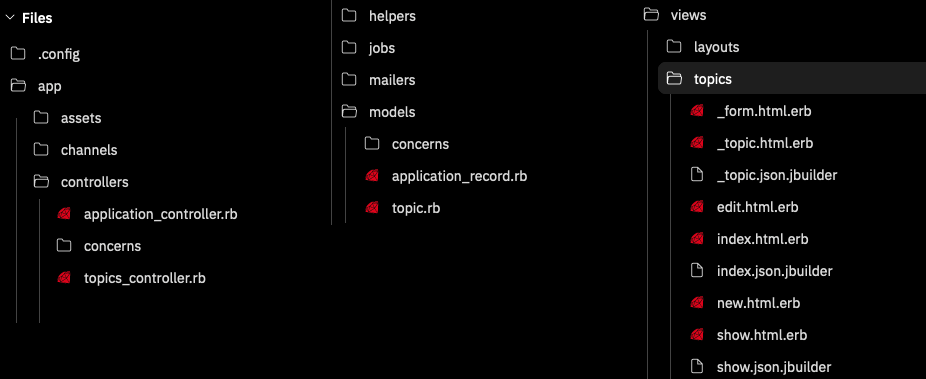 Files
.config
app
assets
channels
controllers
application_controller.rb
concerns
topics_controller.rb
helpers
jobs
mailers
models
concerns
application_record.rb
topic.rb
views
layouts
topics
_form.html.erb
_topic.html.erb
_topic.json.jbuilder
edit.html.erb
index.html.erb
index.json.jbuilder
new.html.erb
show.html.erb
show.json.jbuilder